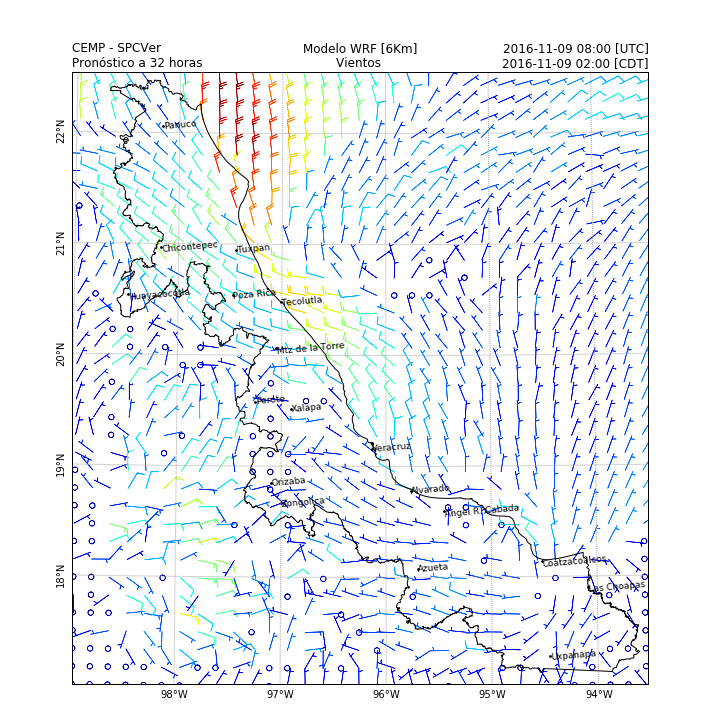 CEMP - SPCVer
Modelo WRF [6Km]
2016-11-09 08:00 [UTC]
Pronóstico a 32 horas
Vientos
2016-11-09 02:00 [CDT]
22°N
Panuco
21°N
Chicontepec
Tuxpan
Huayacocotla
Poza Rica
Tecolutla
20°N
Mtz de la Torre
Perote
Xalapa
Veracruz
19°N
Orizaba
Alvarado
Zongolica
Angel R. Cabada
18°N
Azueta
Coatzacoalcos
Las Choapas
Uxpanapa
98°W
97°W
96°W
95°W
94°W